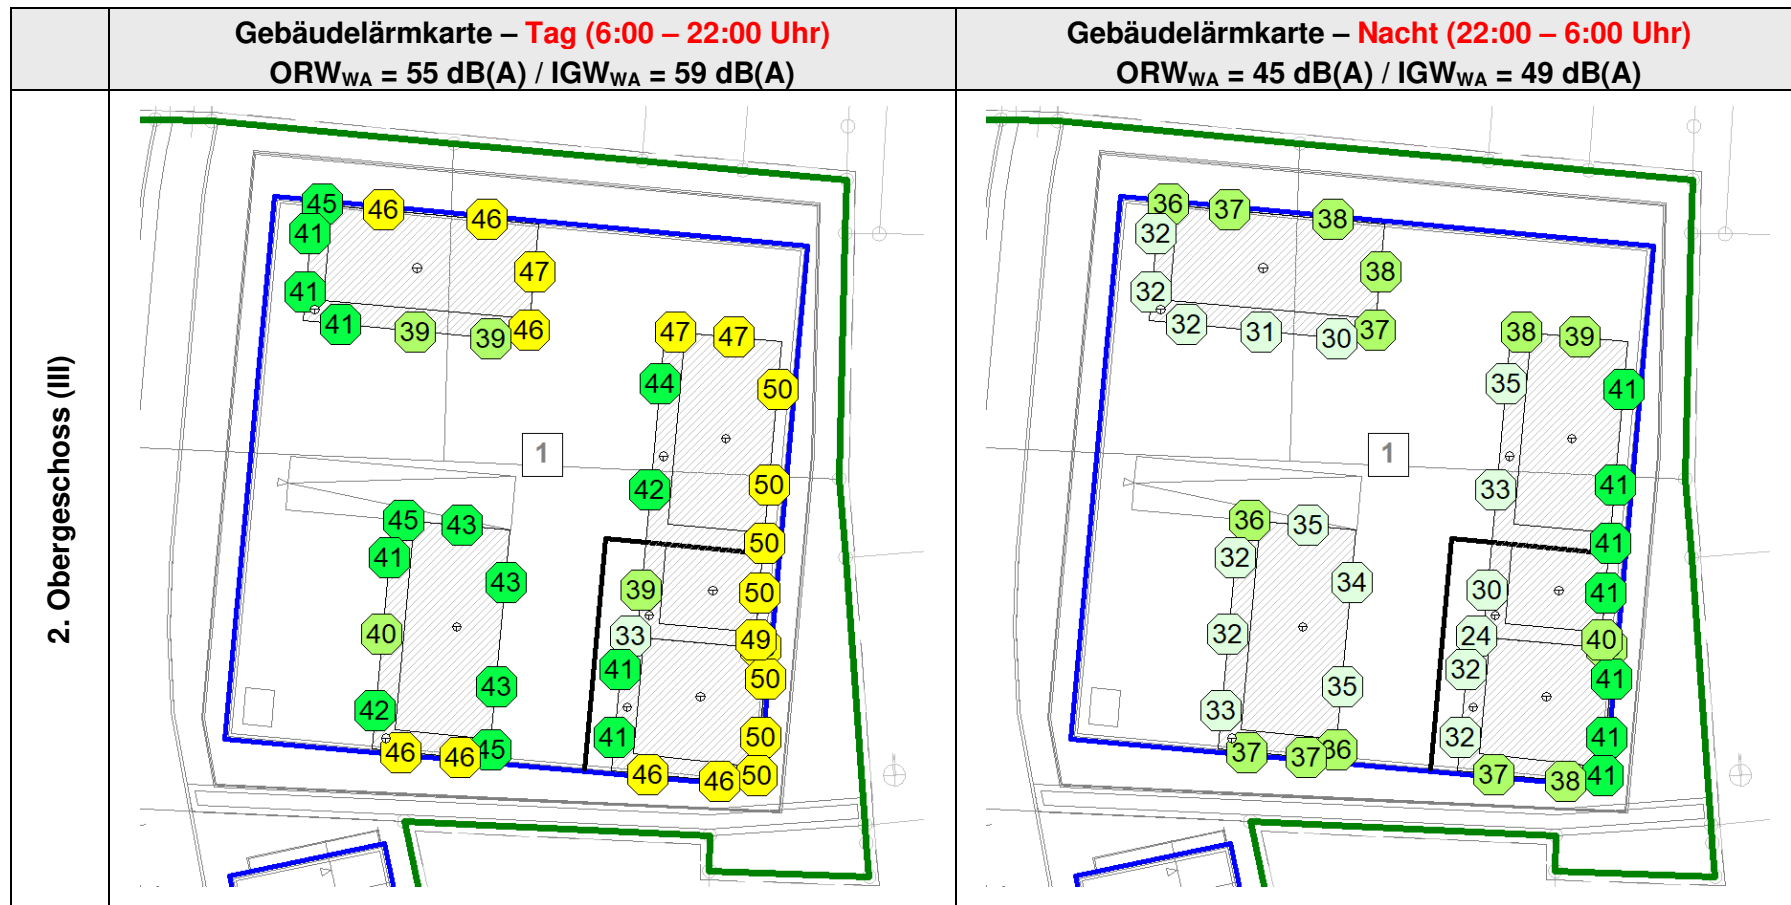 Gebäudelärmkarte – Tag (6:00 – 22:00 Uhr)
ORWWA = 55 dB(A) / IGWWA = 59 dB(A)
Gebäudelärmkarte – Nacht (22:00 – 6:00 Uhr)
ORWWA = 45 dB(A) / IGWWA = 49 dB(A)
2. Obergeschoss (III)
45 46 46
41
47
41
41 39 39 46
47 47
44 50
1
42 50
45 43
41 50
43
39 50
40 33 49
41 50
43
42
41 50
46 46 45
46 46 50
36 37 38
32
38
32
32 31 30 37
38 39
35 41
1
33 41
36 35
32 41
34
30 41
32 24 40
32 41
35
33
32 41
37 37 36
37 38 41